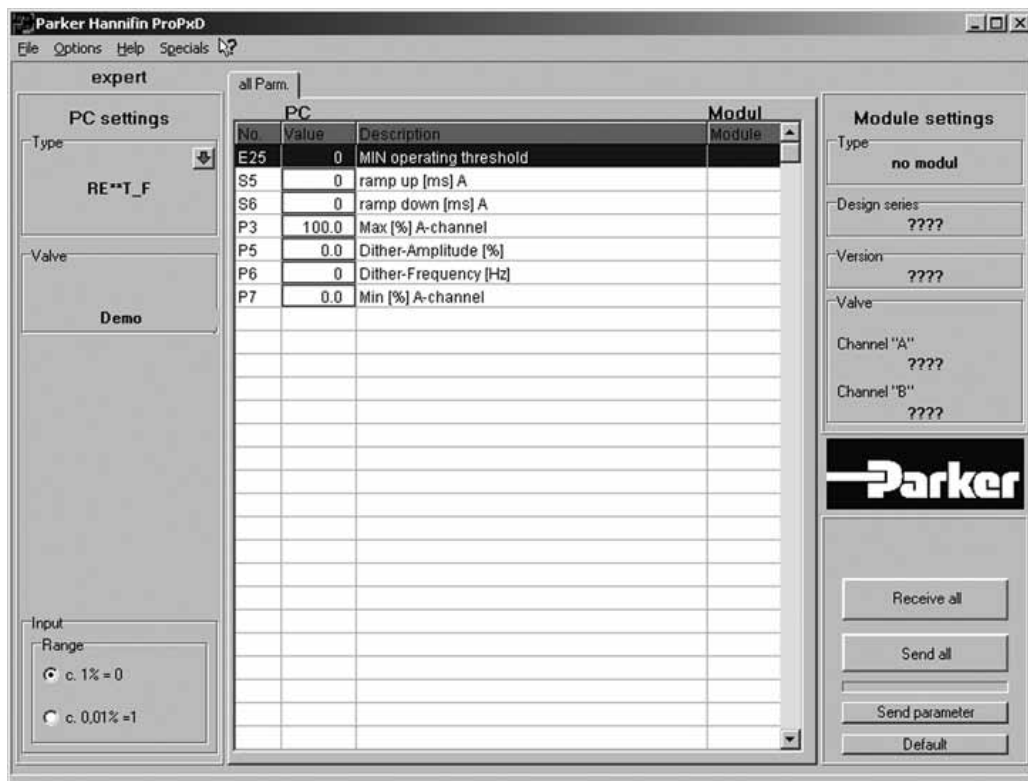 Parker Hannifin ProPxD
File Options Help Specials
expert
PC settings
Type
RE**T_F
Valve
Demo
Input
Range
c. 1% = 0
c. 0,01% =1
all Parm.
PC Modul
No. Value Description Module
E25 0 MIN operating threshold
S5 0 ramp up [ms] A
S6 0 ramp down [ms] A
P3 100.0 Max [%] A-channel
P5 0.0 Dither-Amplitude [%]
P6 0 Dither-Frequency [Hz]
P7 0.0 Min [%] A-channel
Module settings
Type
no modul
Design series
????
Version
????
Valve
Channel "A"
????
Channel "B"
????
Parker
Receive all
Send all
Send parameter
Default